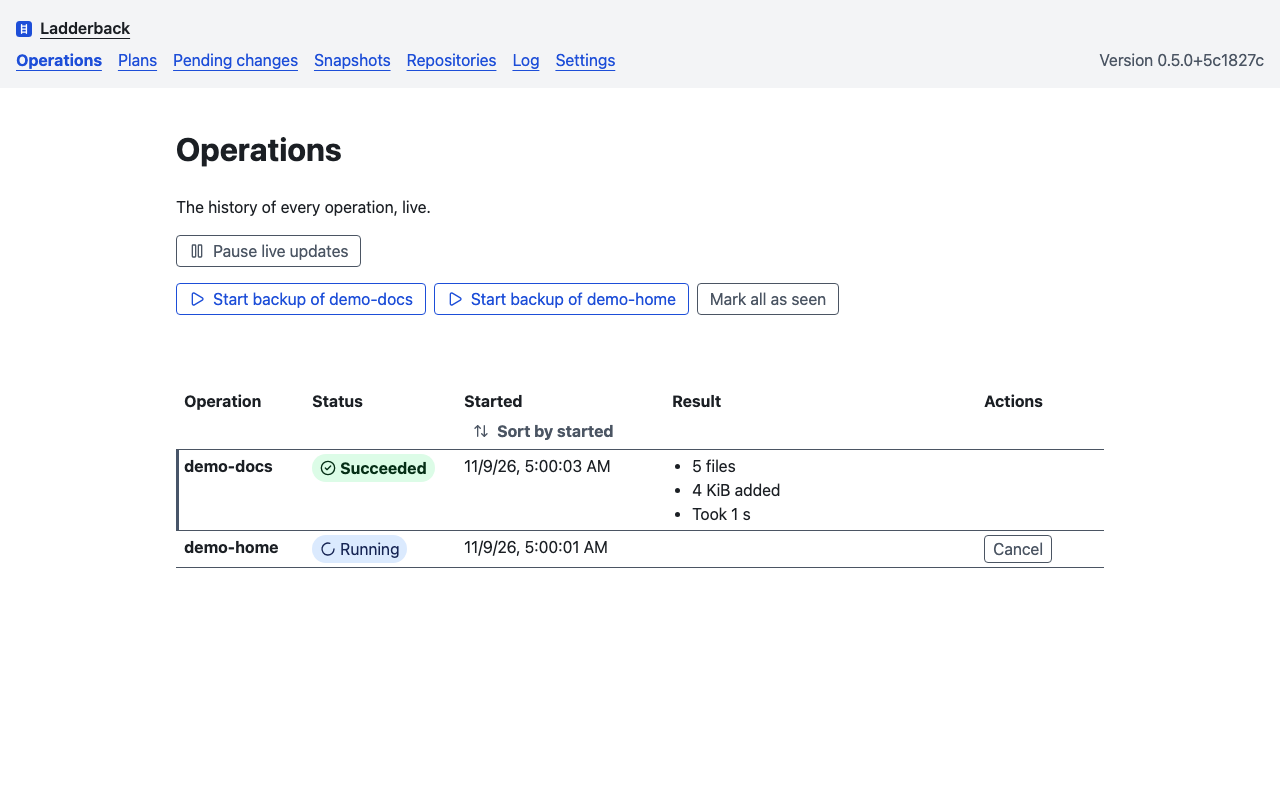 Ladderback
Operations Plans Pending changes Snapshots Repositories Log Settings Version 0.5.0+5c1827c
Operations
The history of every operation, live.
Pause live updates
Start backup of demo-docs Start backup of demo-home Mark all as seen
Operation Status Started Result Actions
Sort by started
demo-docs Succeeded 11/9/26, 5:00:03 AM • 5 files
• 4 KiB added
• Took 1 s
demo-home Running 11/9/26, 5:00:01 AM Cancel